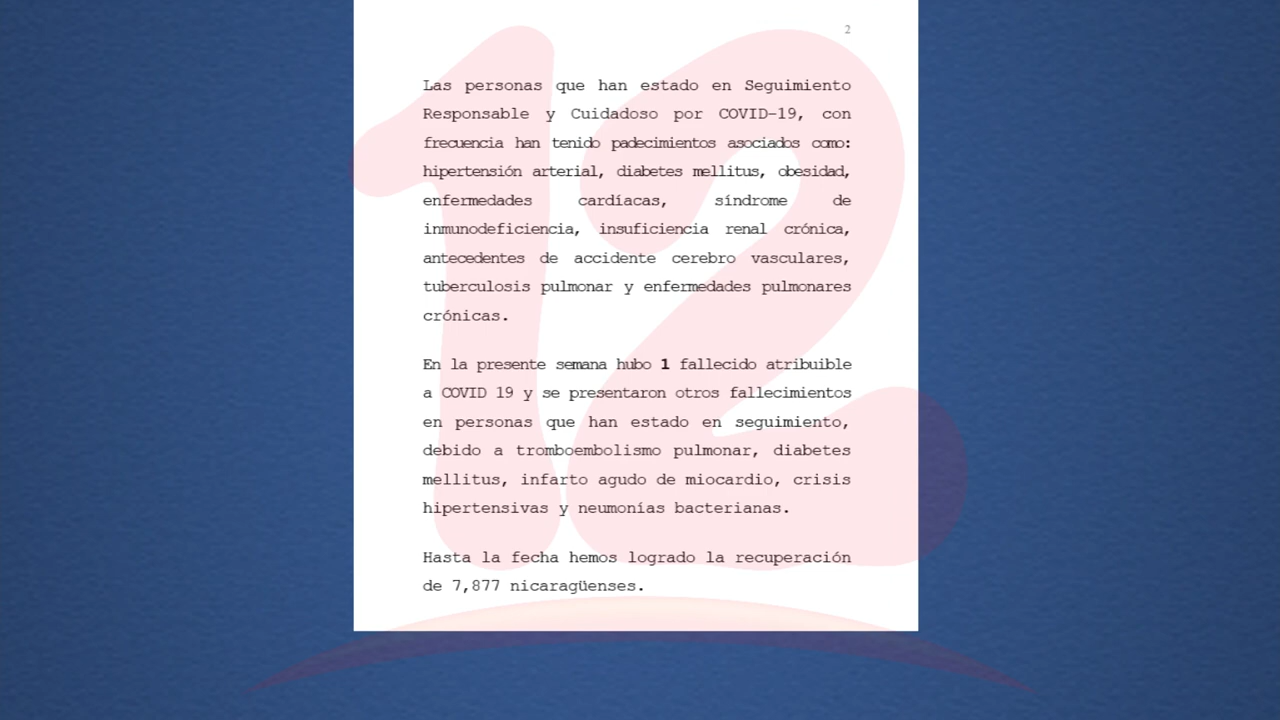 2
Las personas que han estado en Seguimiento
Responsable y Cuidadoso por COVID-19, con
frecuencia han tenido padecimientos asociados como:
hipertensión arterial, diabetes mellitus, obesidad,
enfermedades cardíacas, síndrome de
inmunodeficiencia, insuficiencia renal crónica,
antecedentes de accidente cerebro vasculares,
tuberculosis pulmonar y enfermedades pulmonares
crónicas.
En la presente semana hubo 1 fallecido atribuible
a COVID 19 y se presentaron otros fallecimientos
en personas que han estado en seguimiento,
debido a tromboembolismo pulmonar, diabetes
mellitus, infarto agudo de miocardio, crisis
hipertensivas y neumonías bacterianas.
Hasta la fecha hemos logrado la recuperación
de 7,877 nicaragüenses.
12